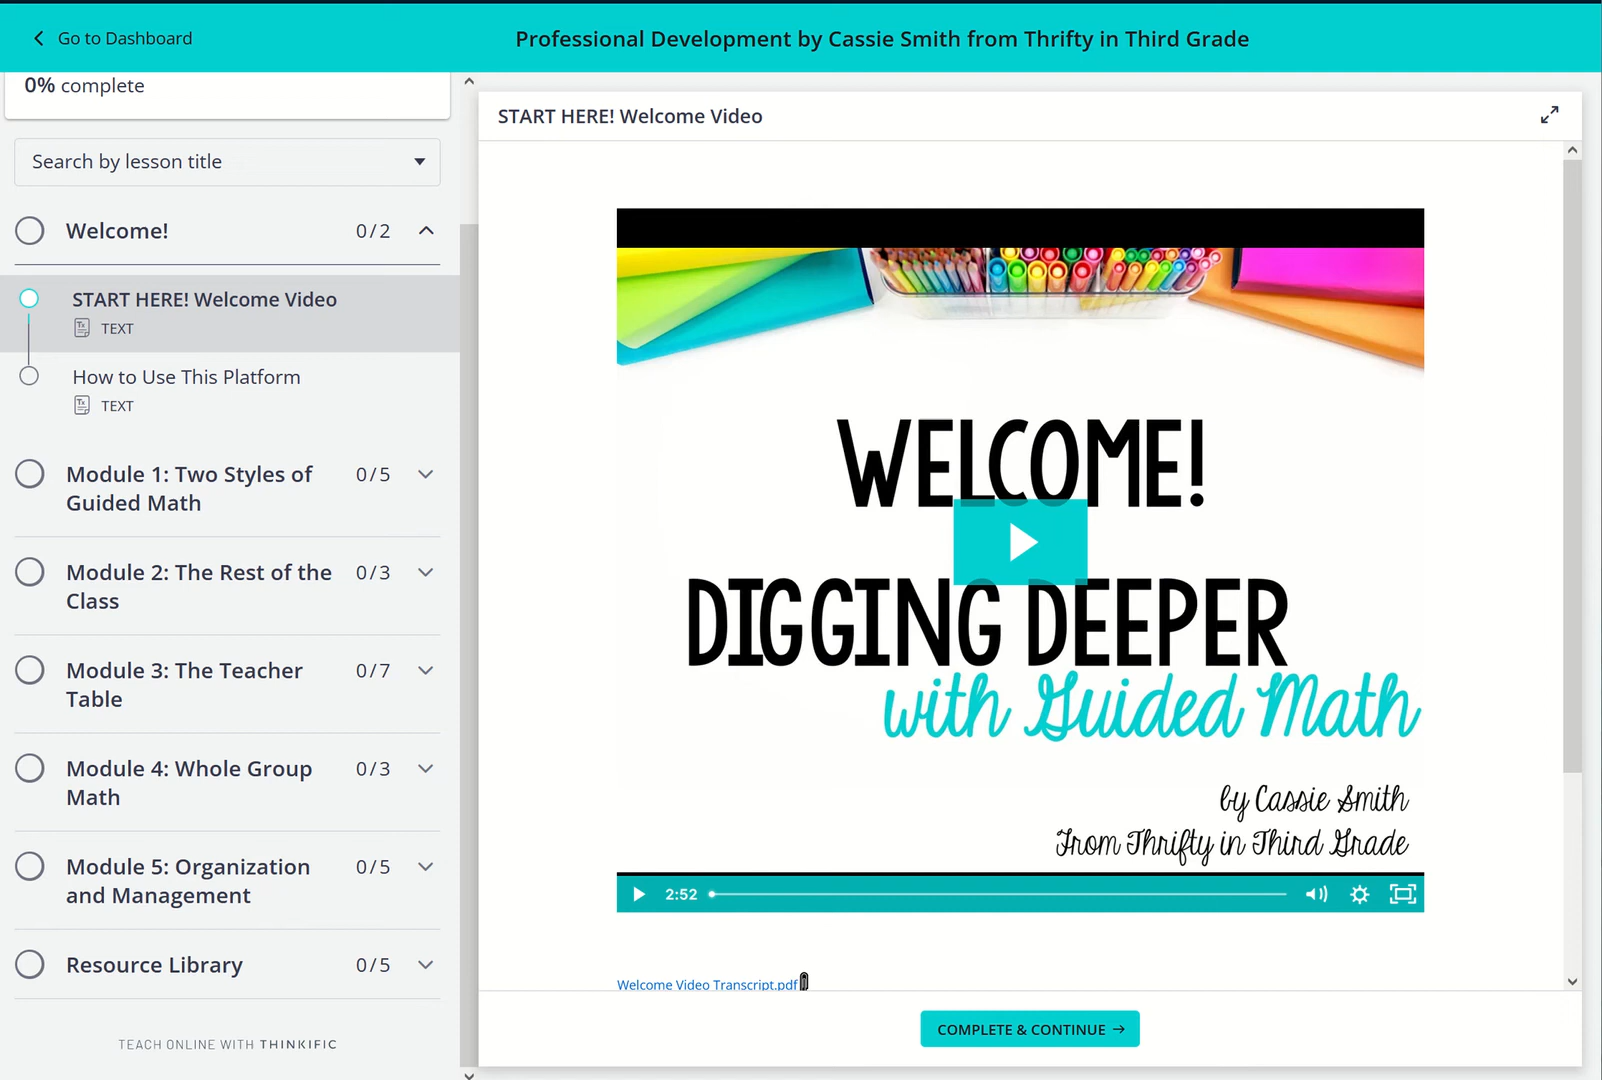 Go to Dashboard
Professional Development by Cassie Smith from Thrifty in Third Grade
0% complete
Search by lesson title
Welcome!
0/2
START HERE! Welcome Video
TEXT
How to Use This Platform
TEXT
Module 1: Two Styles of
Guided Math
0/5
Module 2: The Rest of the
Class
0/3
Module 3: The Teacher
Table
0/7
Module 4: Whole Group
Math
0/3
Module 5: Organization
and Management
0/5
Resource Library
0/5
TEACH ONLINE WITH THINKIFIC
START HERE! Welcome Video
WELCOME!
DIGGING DEEPER
with Guided Math
by Cassie Smith
From Thrifty in Third Grade
2:52
Welcome Video Transcript.pdf
COMPLETE & CONTINUE →